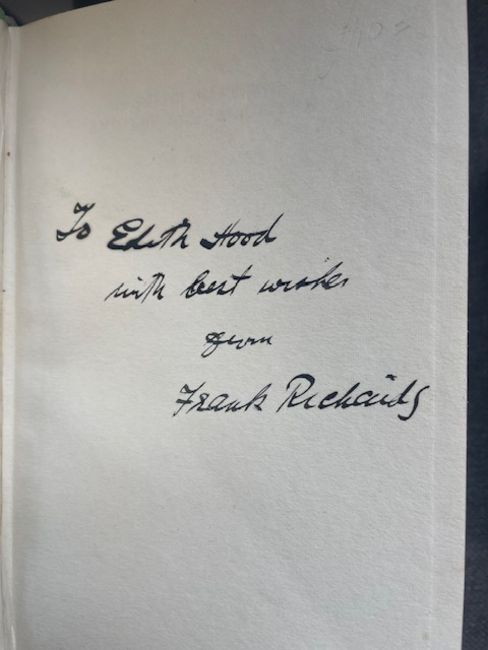 To Edith Hood
with best wishes
from
Frank Richards